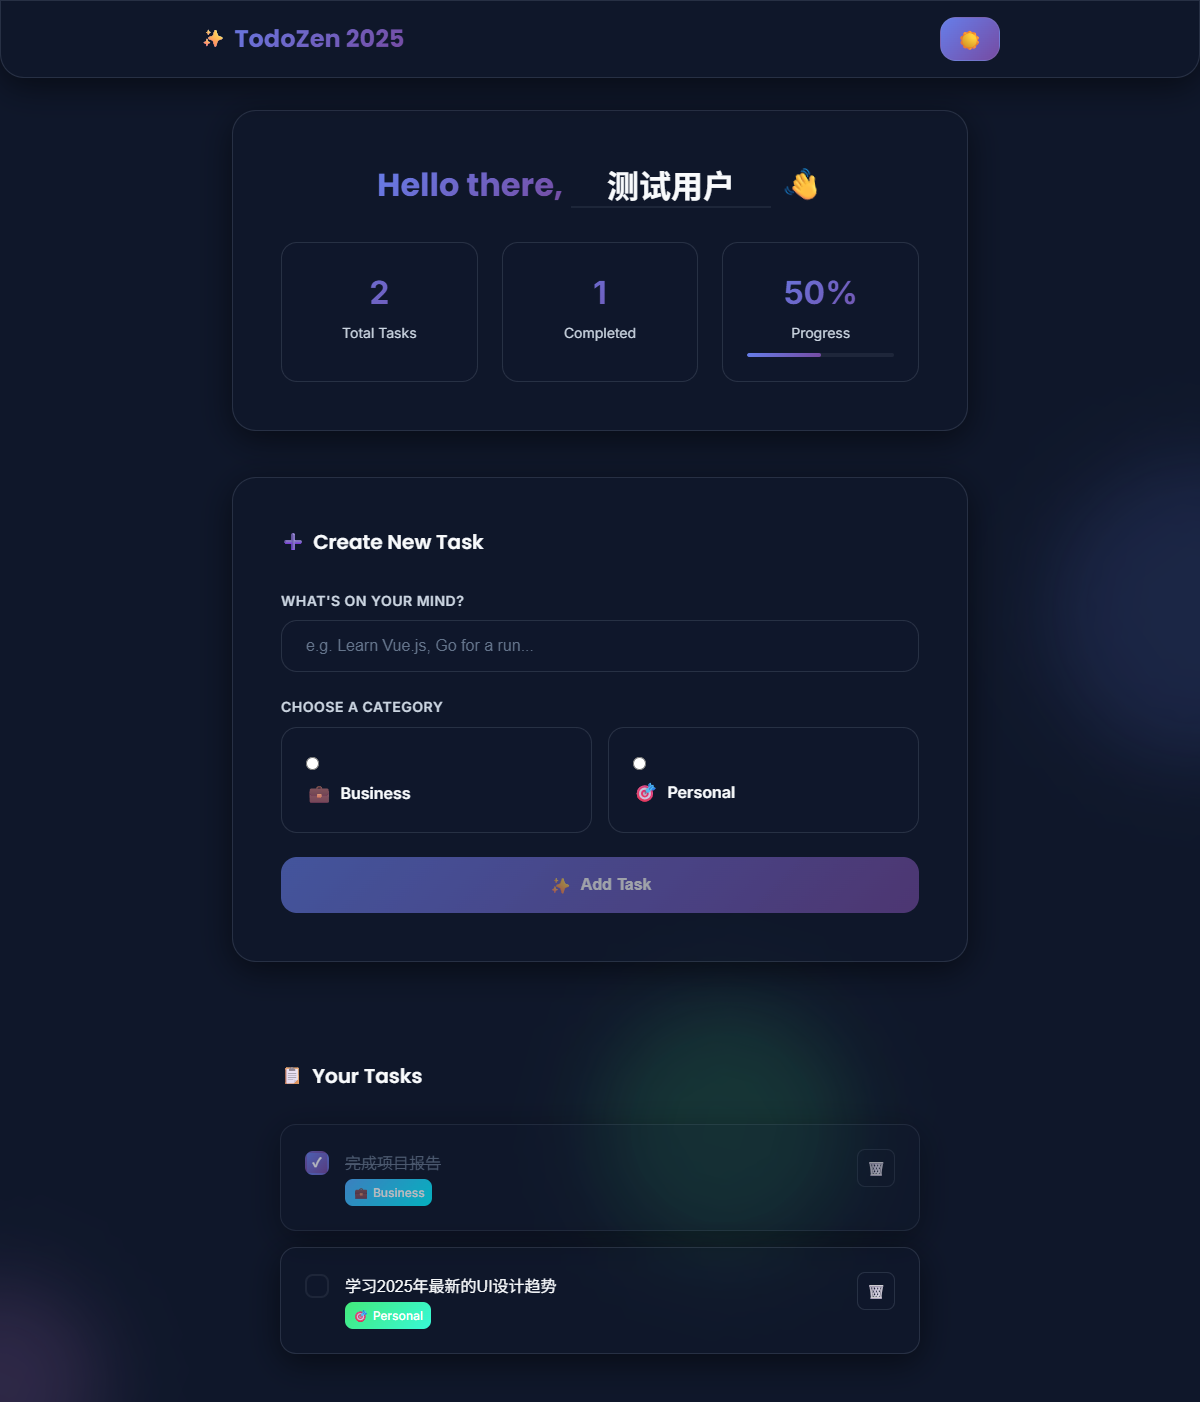 ✨ TodoZen 2025
Hello there, 测试用户 👋
2
Total Tasks
1
Completed
50%
Progress
Create New Task
WHAT'S ON YOUR MIND?
e.g. Learn Vue.js, Go for a run...
CHOOSE A CATEGORY
💼 Business
🎯 Personal
✨ Add Task
📋 Your Tasks
完成项目报告
💼 Business
学习2025年最新的UI设计趋势
🎯 Personal